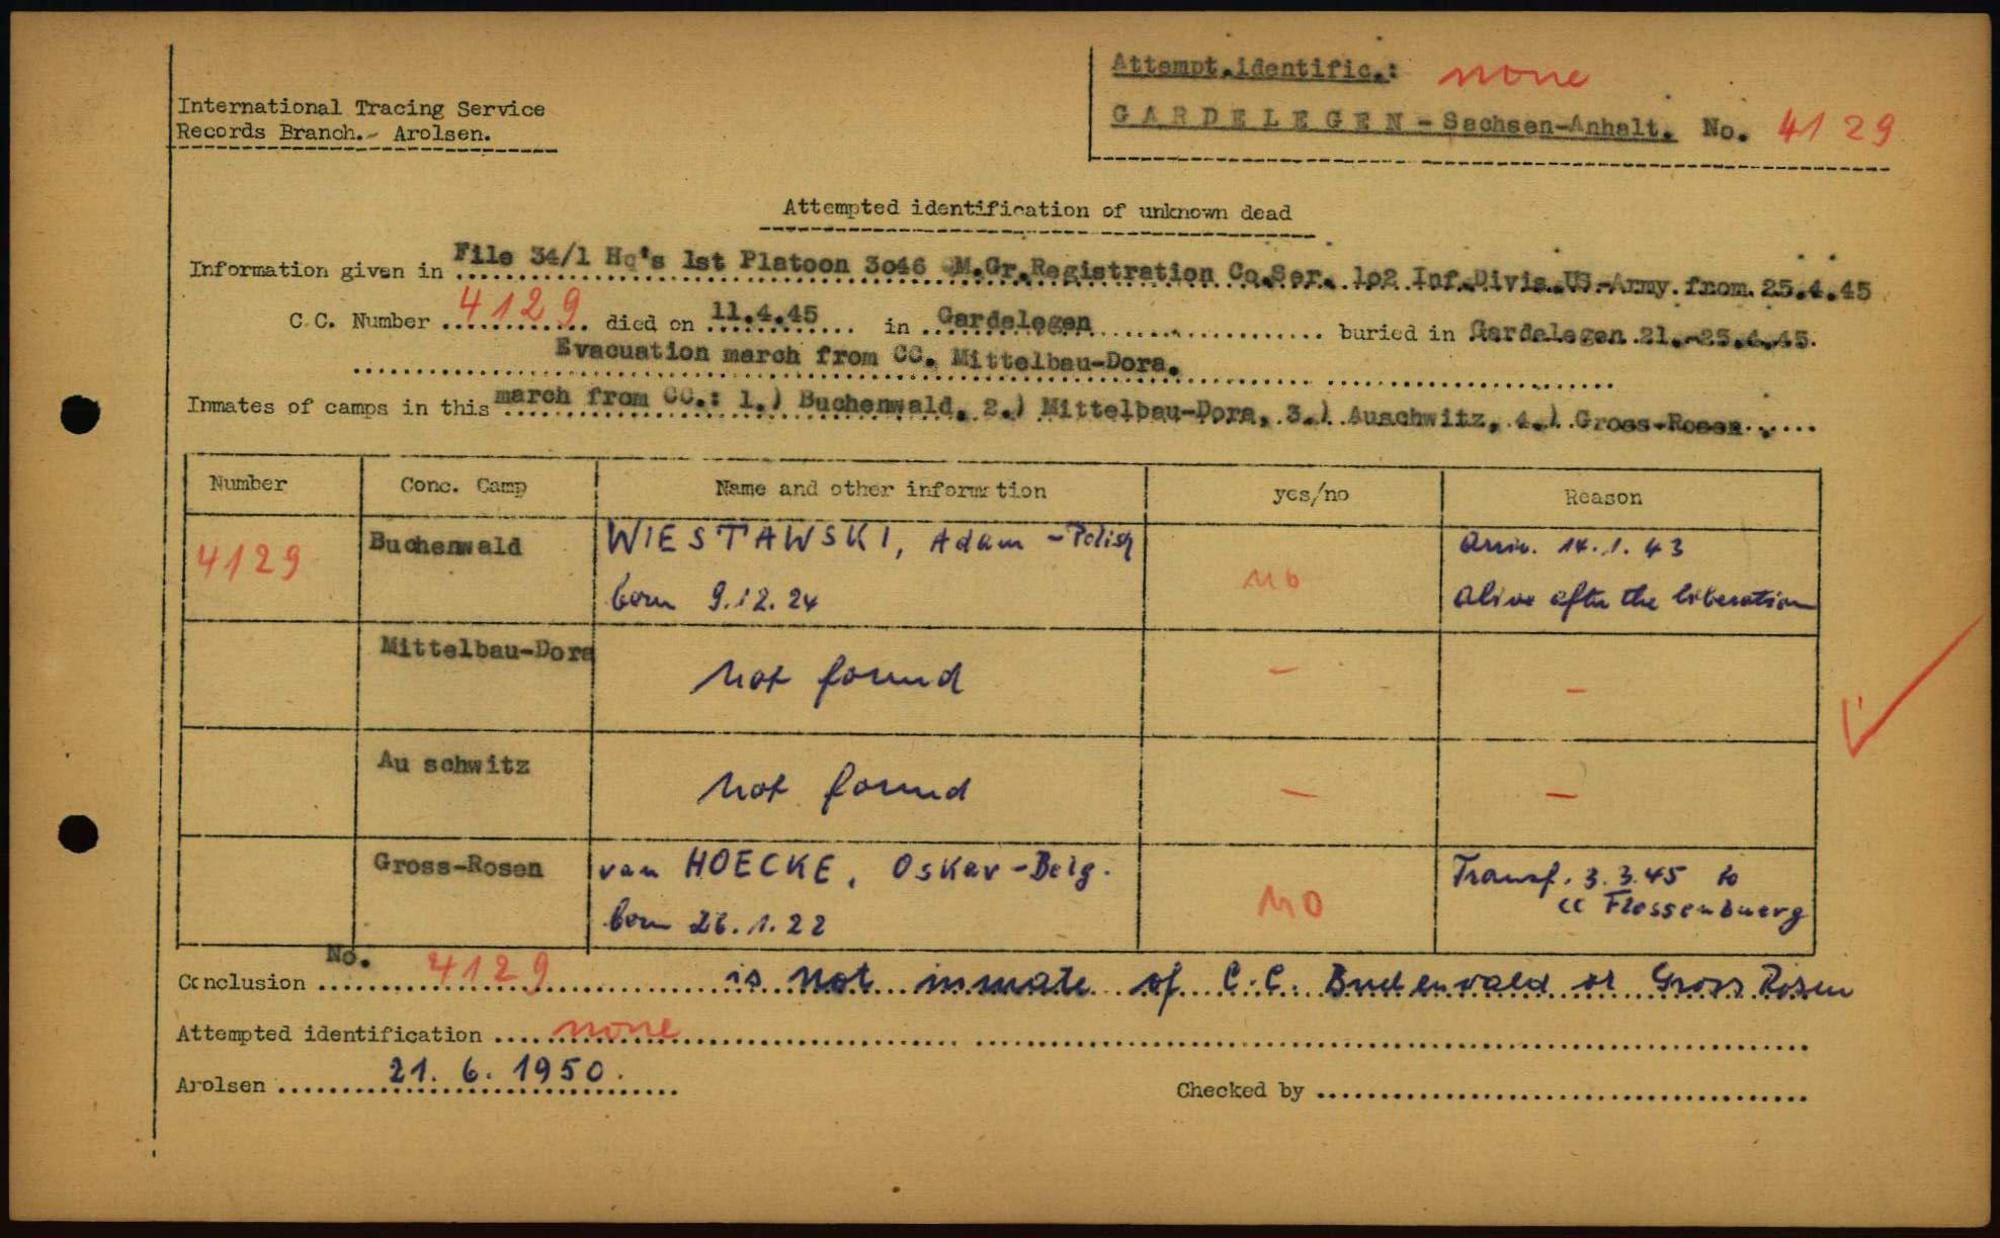 Attempt.identific.: none
International Tracing Service
Records Branch.- Arolsen.
GARDELEGEN - Sachsen-Anhalt. No. 4129
Attempted identification of unknown dead
Information given in File 34/1 Hq's 1st Platoon 3o46 M.Gr.Registration Co.Ser. 1o2 Inf.Divis.US.-Army from 25.4.45
C.C. Number 4129 died on 11.4.45 in Gardelegen buried in Gardelegen 21.-25.4.45.
Evacuation march from CC. Mittelbau-Dora.
Inmates of camps in this march from CC.: 1.) Buchenwald, 2.) Mittelbau-Dora, 3.) Auschwitz, 4.) Gross-Rosen.
Number Conc. Camp Name and other information yes/no Reason
4129 Buchenwald WIESTAWSKI, Adam - Polish no Arriv. 14.1.43
born 9.12.24 Alive after the liberation
Mittelbau-Dora not found - -
Au schwitz not found - -
Gross-Rosen van HOECKE, Oskar - Belg. no Transf. 3.3.45 to
born 26.1.22 CC Flossenbuerg
No.
Conclusion 4129 is not inmate of C.C. Buchenwald or Gross Rosen
Attempted identification none
Arolsen 21. 6. 1950. Checked by